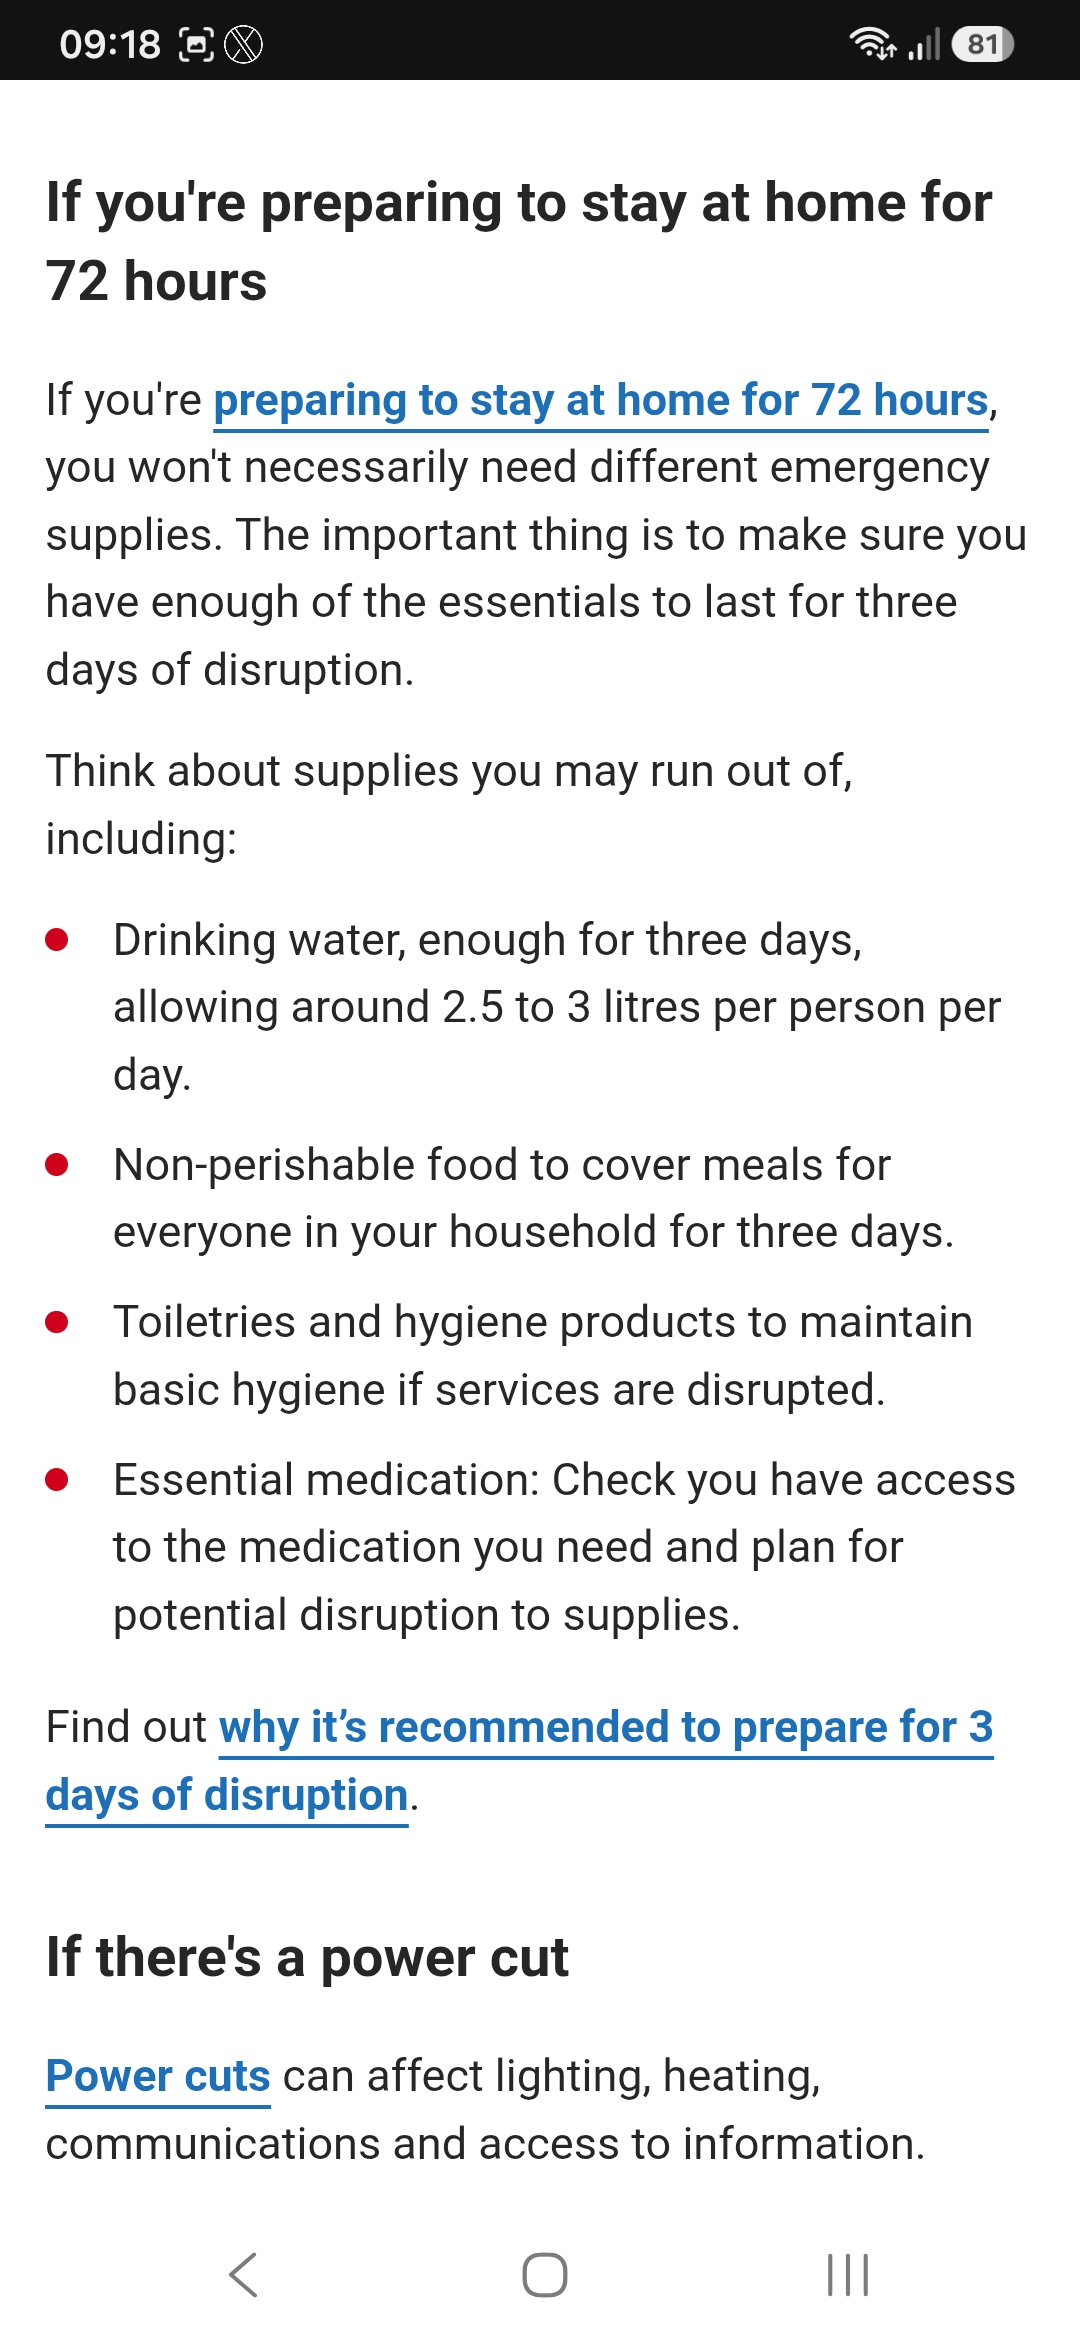 09:18
81
If you're preparing to stay at home for
72 hours
If you're preparing to stay at home for 72 hours,
you won't necessarily need different emergency
supplies. The important thing is to make sure you
have enough of the essentials to last for three
days of disruption.
Think about supplies you may run out of,
including:
Drinking water, enough for three days,
allowing around 2.5 to 3 litres per person per
day.
Non-perishable food to cover meals for
everyone in your household for three days.
Toiletries and hygiene products to maintain
basic hygiene if services are disrupted.
Essential medication: Check you have access
to the medication you need and plan for
potential disruption to supplies.
Find out why it’s recommended to prepare for 3
days of disruption.
If there's a power cut
Power cuts can affect lighting, heating,
communications and access to information.